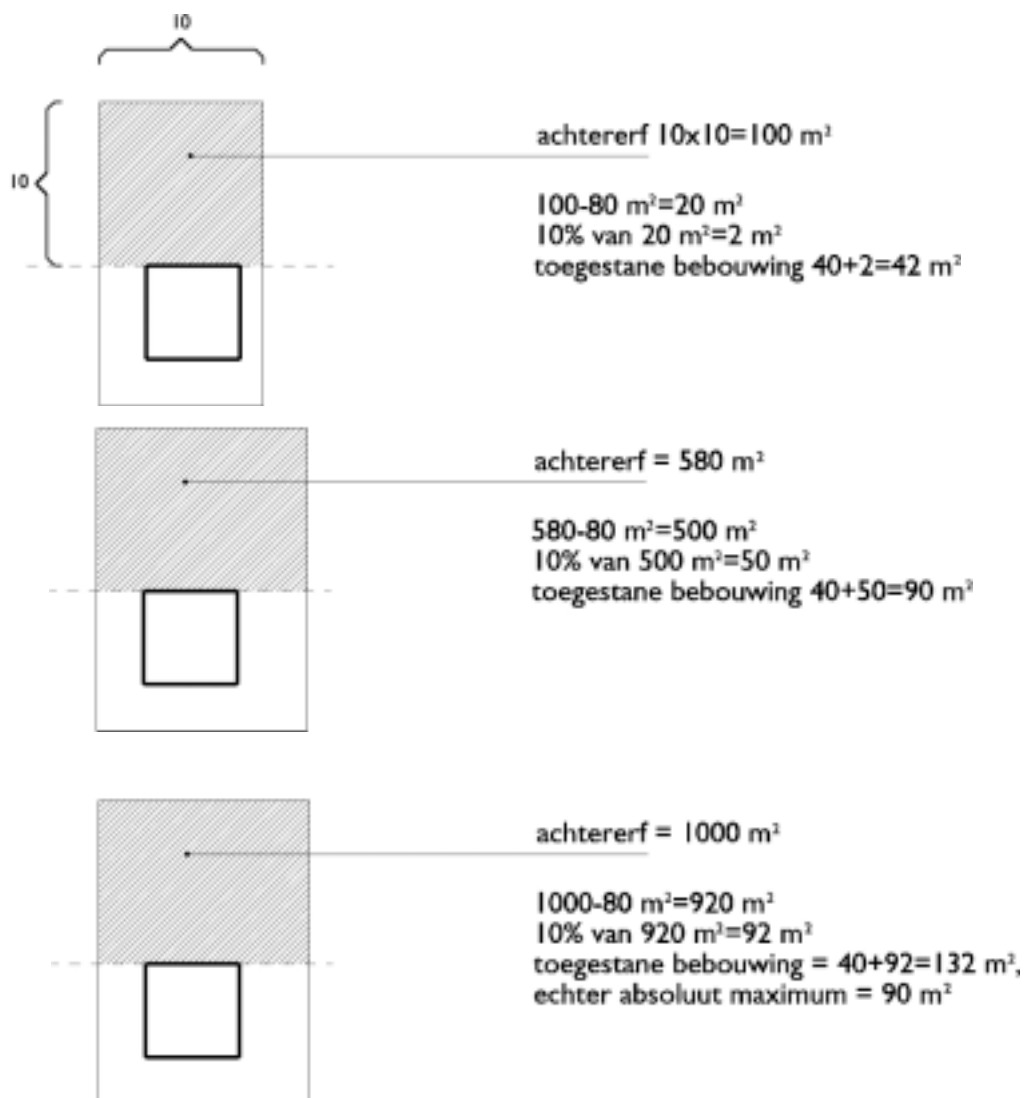 10
10
achtererf 10x10=100 m²
100-80 m²=20 m²
10% van 20 m²=2 m²
toegestane bebouwing 40+2=42 m²
achtererf = 580 m²
580-80 m²=500 m²
10% van 500 m²=50 m²
toegestane bebouwing 40+50=90 m²
achtererf = 1000 m²
1000-80 m²=920 m²
10% van 920 m²=92 m²
toegestane bebouwing = 40+92=132 m²,
echter absoluut maximum = 90 m²